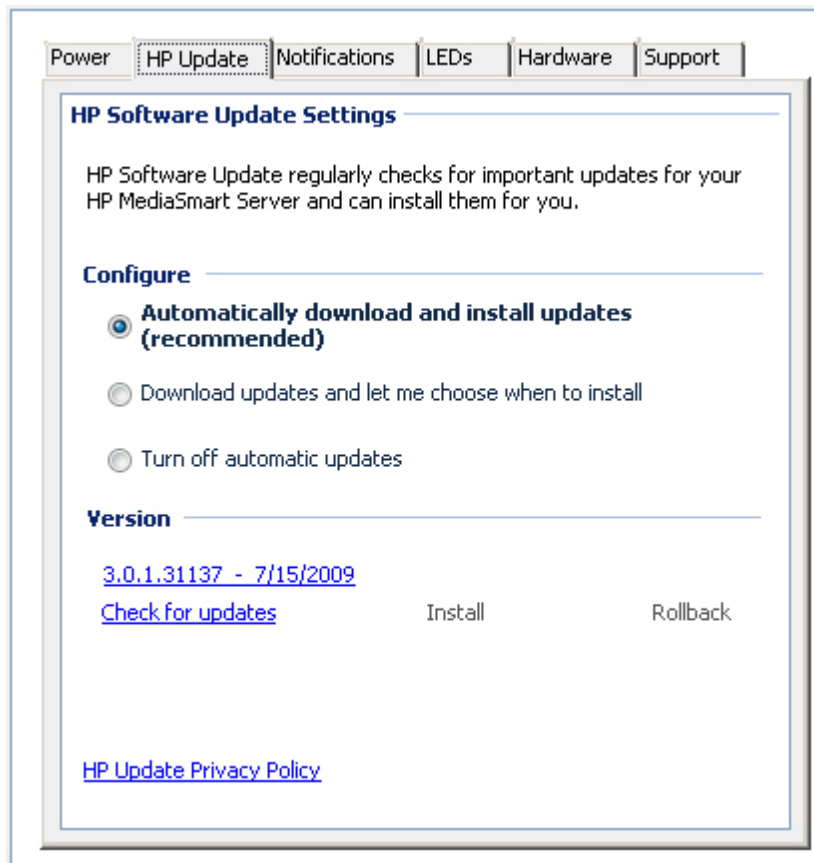 Power HP Update Notifications LEDs Hardware Support
HP Software Update Settings
HP Software Update regularly checks for important updates for your
HP MediaSmart Server and can install them for you.
Configure
Automatically download and install updates
(recommended)
Download updates and let me choose when to install
Turn off automatic updates
Version
3.0.1.31137 - 7/15/2009
Check for updates Install Rollback
HP Update Privacy Policy